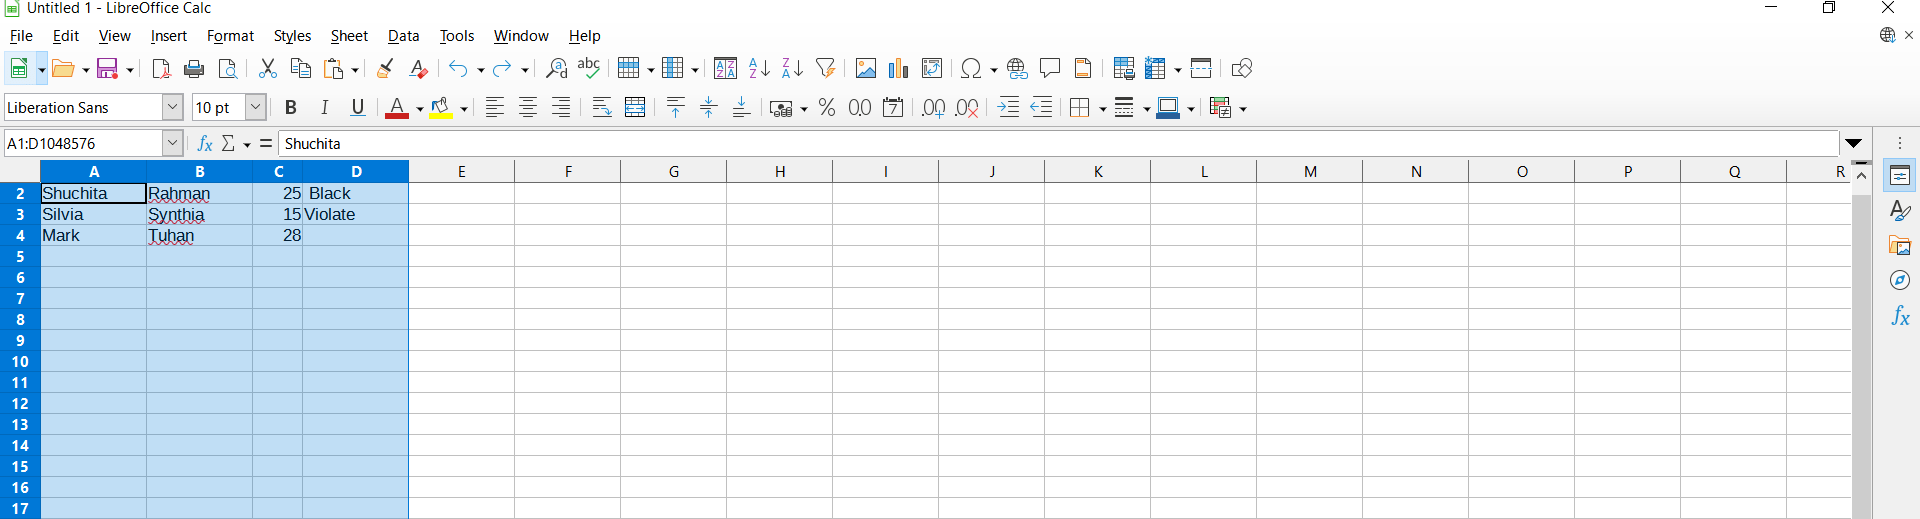 Untitled 1 - LibreOffice Calc
File Edit View Insert Format Styles Sheet Data Tools Window Help
Liberation Sans 10 pt
A1:D1048576 Shuchita
A B C D E F G H I J K L M N O P Q R
2 Shuchita Rahman 25 Black
3 Silvia Synthia 15 Violate
4 Mark Tuhan 28
5
6
7
8
9
10
11
12
13
14
15
16
17